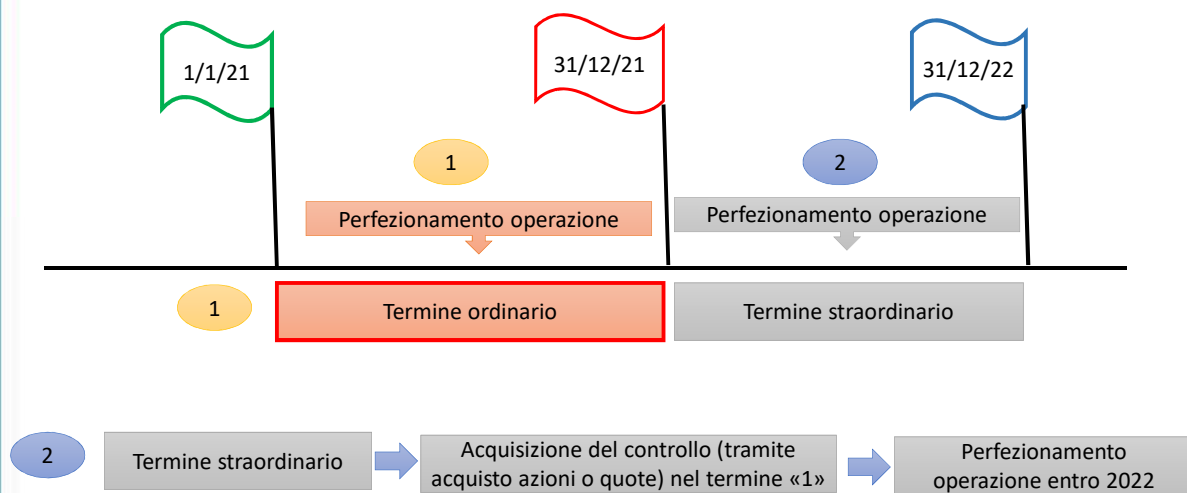 1/1/21
31/12/21
31/12/22
1
2
Perfezionamento operazione
Perfezionamento operazione
1
Termine ordinario
Termine straordinario
2
Termine straordinario
Acquisizione del controllo (tramite
acquisto azioni o quote) nel termine «1»
Perfezionamento
operazione entro 2022